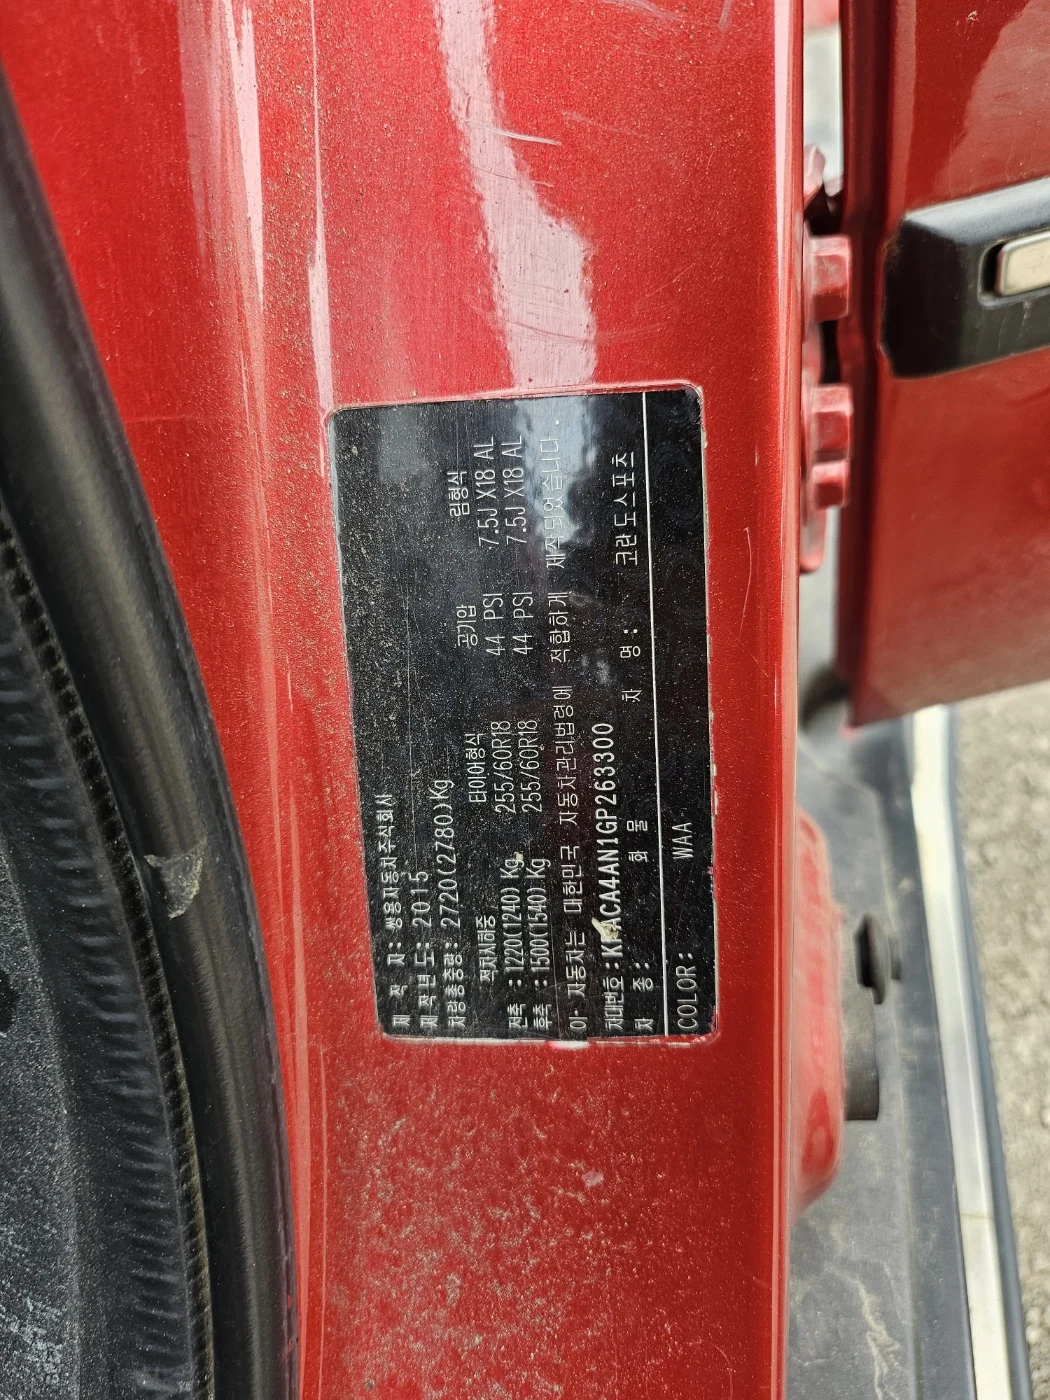 제 작 자: 쌍용자동차주식회사
제작년도: 2015
차량총중량: 2720(2780)Kg
적재시하중 타이어형식 공기압 림형식
전축: 1220(1240) Kg, 255/60R18 44 PSI 7.5J X18 AL
후축: 1500(1540) Kg 255/60R18 44 PSI 7.5J X18 AL
이· 자동차는 대한민국 자동차관리법령에 적합하게 제작되었습니다.
차대번호: KPACA4AN1GP263300
차 종: 화 물 차 명: 코란도스포츠
COLOR: WAA